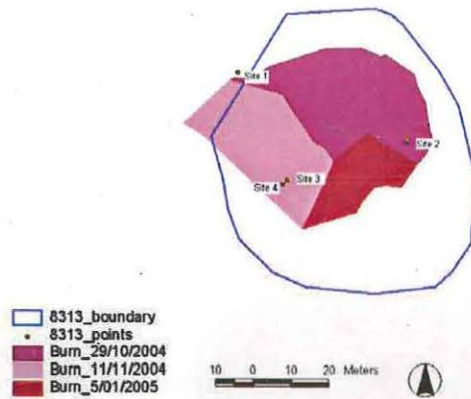 Site 1
Site 2
Site 3
Site 4
8313_boundary
8313_points
Burn_29/10/2004
Burn_11/11/2004
Burn_5/01/2005
10 0 10 20 Meters